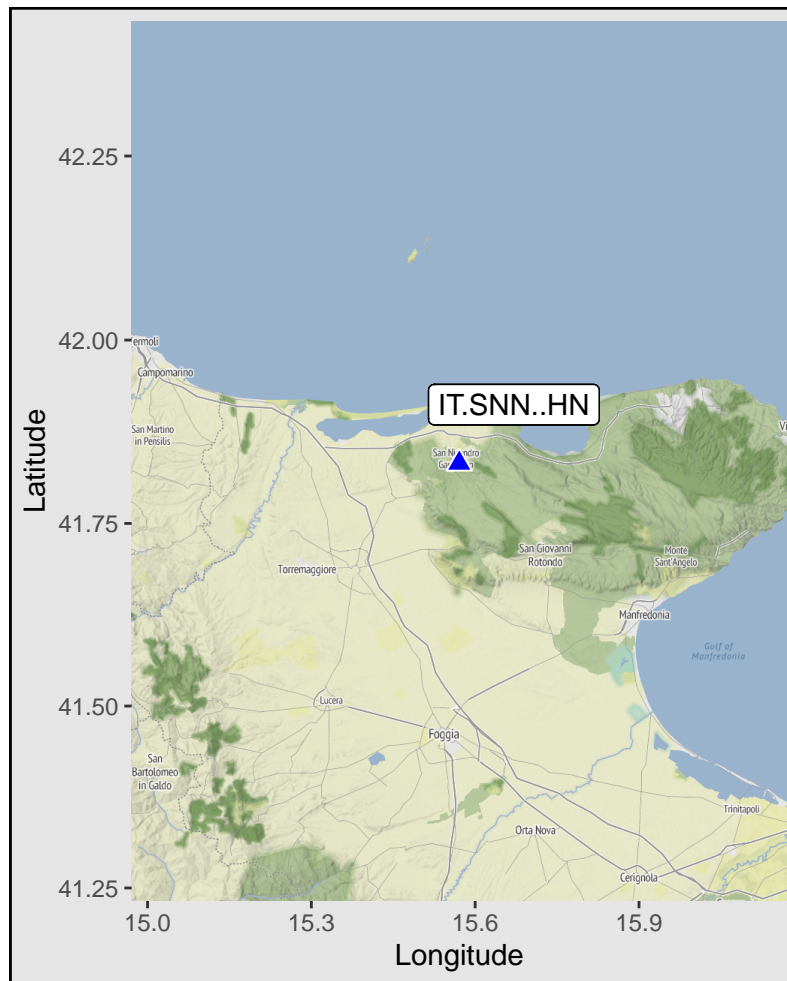 42.25
42.00
41.75
41.50
41.25
Latitude
ermoli
Campomarino
San Martino
in Pensilis
IT.SNN..HN
Torremaggiore
San Giovanni
Rotondo
Monte
Sant'Angelo
Manfredonia
Gulf of
Manfredonia
Lucera
Foggia
San
Bartolomeo
in Galdo
Trinitapoli
Orta Nova
Cerignola
15.0
15.3
15.6
15.9
Longitude